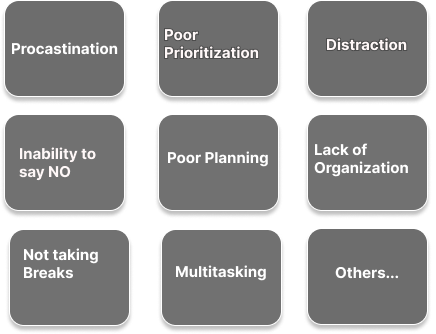 Procastination
Poor
Prioritization
Distraction
Inability to
say NO
Poor Planning
Lack of
Organization
Not taking
Breaks
Multitasking
Others...